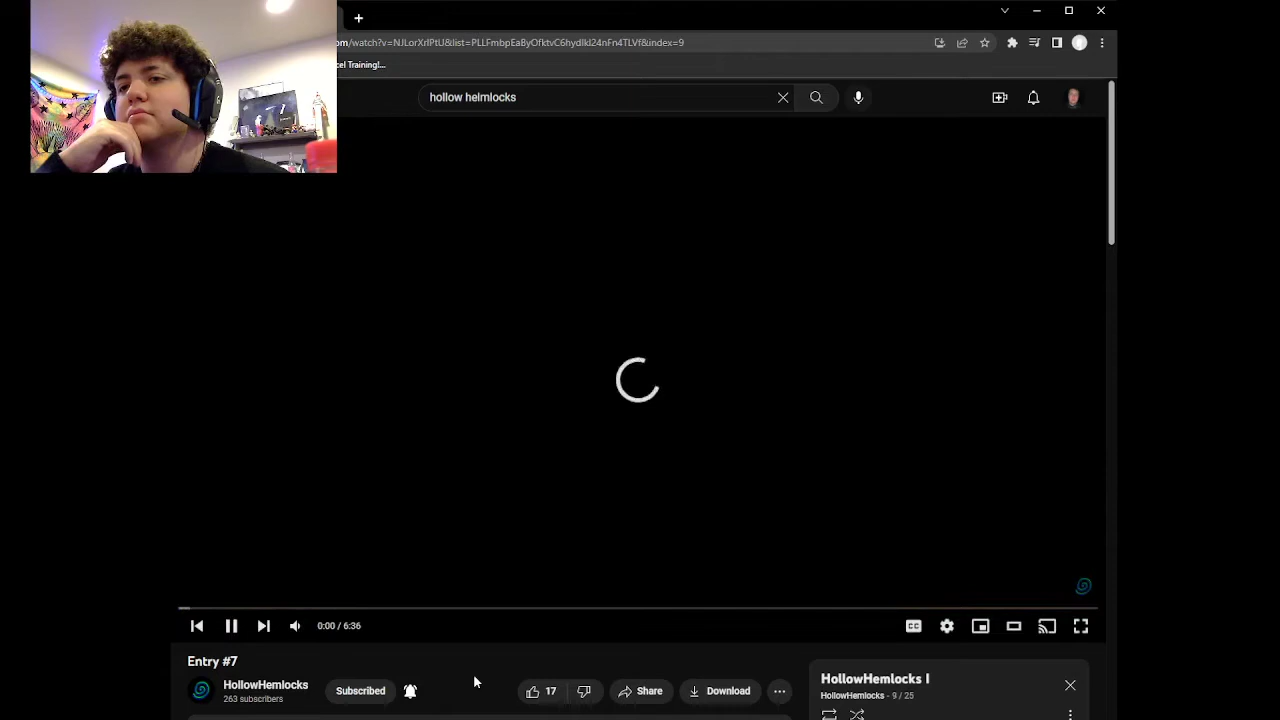 om/watch?v=NJLorXrlPtU&list=PLLFmbpEaByOfktvC6hydlkl24nFn4TLVf&index=9
cel Training!...
hollow helmlocks
0:00 / 6:36
CC
Entry #7
HollowHemlocks
263 subscribers
Subscribed
17
Share
Download
HollowHemlocks I
HollowHemlocks - 9 / 25